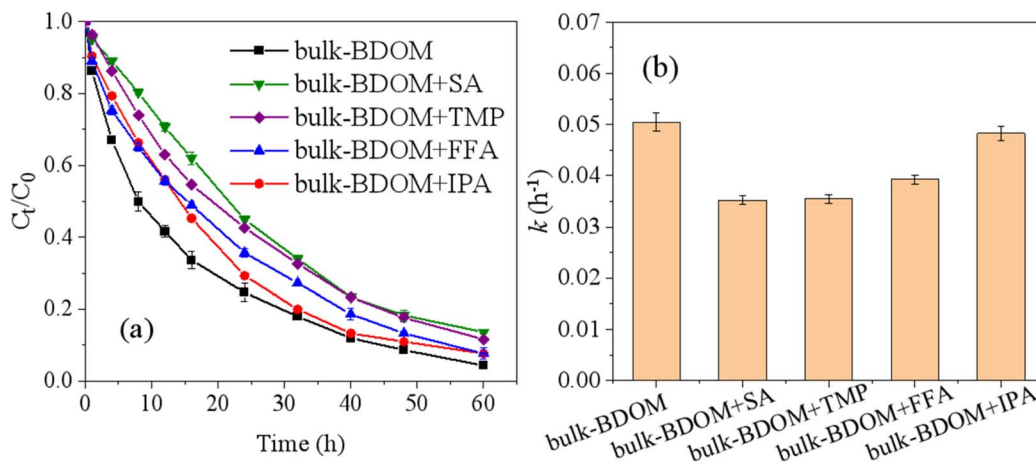 1.0
0.8
0.6
0.4
0.2
0.0
Cₜ/C₀
bulk-BDOM
bulk-BDOM+SA
bulk-BDOM+TMP
bulk-BDOM+FFA
bulk-BDOM+IPA
(a)
0 10 20 30 40 50 60
Time (h)
0.07
0.06
0.05
0.04
0.03
0.02
0.01
0.00
k (h⁻¹)
(b)
bulk-BDOM
bulk-BDOM+SA
bulk-BDOM+TMP
bulk-BDOM+FFA
bulk-BDOM+IPA